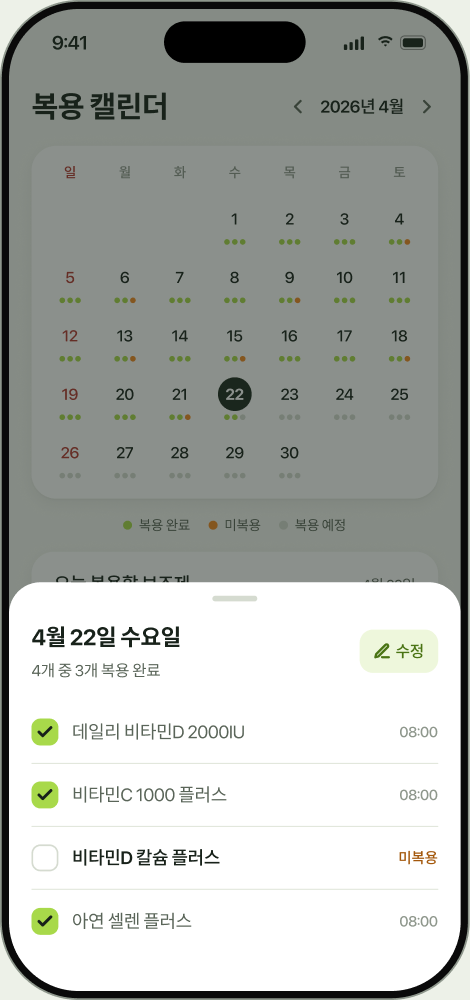 9:41
복용 캘린더
2026년 4월
일 월 화 수 목 금 토
1 2 3 4
5 6 7 8 9 10 11
12 13 14 15 16 17 18
19 20 21 22 23 24 25
26 27 28 29 30
복용 완료 미복용 복용 예정
4월 22일 수요일
4개 중 3개 복용 완료
수정
데일리 비타민D 2000IU 08:00
비타민C 1000 플러스 08:00
비타민D 칼슘 플러스 미복용
아연 셀렌 플러스 08:00